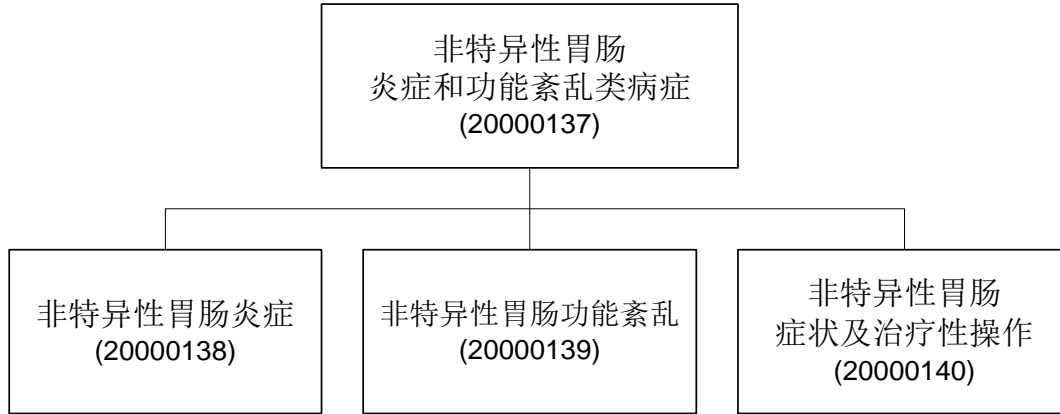 非特异性胃肠
炎症和功能紊乱类病症
(20000137)
非特异性胃肠炎症
(20000138)
非特异性胃肠功能紊乱
(20000139)
非特异性胃肠
症状及治疗性操作
(20000140)